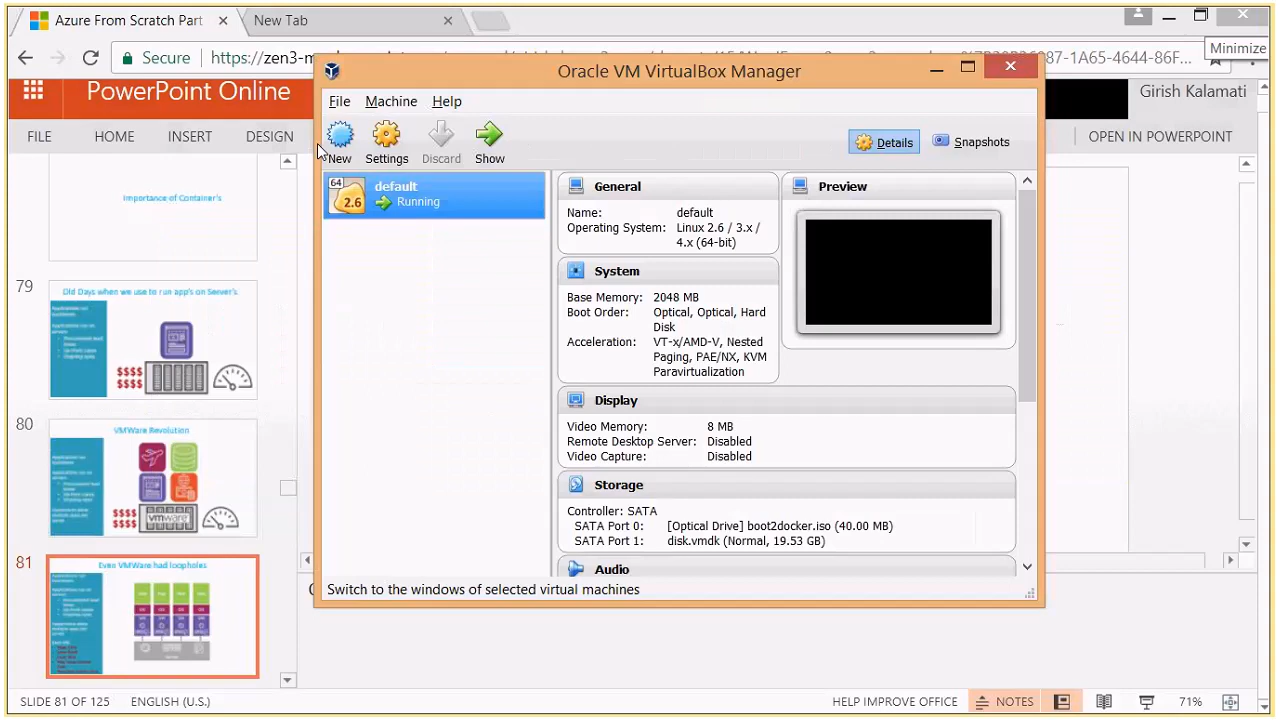 Azure From Scratch Part
New Tab
Secure
https://zen3-m
87-1A65-4644-86F...
Minimize
PowerPoint Online
Girish Kalamati
FILE
HOME
INSERT
DESIGN
OPEN IN POWERPOINT
Oracle VM VirtualBox Manager
File Machine Help
New
Settings
Discard
Show
Details
Snapshots
64
2.6
default
Running
General
Name: default
Operating System: Linux 2.6 / 3.x /
4.x (64-bit)
System
Base Memory: 2048 MB
Boot Order: Optical, Optical, Hard
Disk
Acceleration: VT-x/AMD-V, Nested
Paging, PAE/NX, KVM
Paravirtualization
Preview
Display
Video Memory: 8 MB
Remote Desktop Server: Disabled
Video Capture: Disabled
Storage
Controller: SATA
SATA Port 0: [Optical Drive] boot2docker.iso (40.00 MB)
SATA Port 1: disk.vmdk (Normal, 19.53 GB)
Audio
Switch to the windows of selected virtual machines
Importance of Container's
79
Old Days when we use to run app's on Server's
$$$$
$$$$
80
VMWare Revolution
$$$$
$$$$
vmware
81
Even VMWare had loopholes
SLIDE 81 OF 125
ENGLISH (U.S.)
HELP IMPROVE OFFICE
NOTES
71%